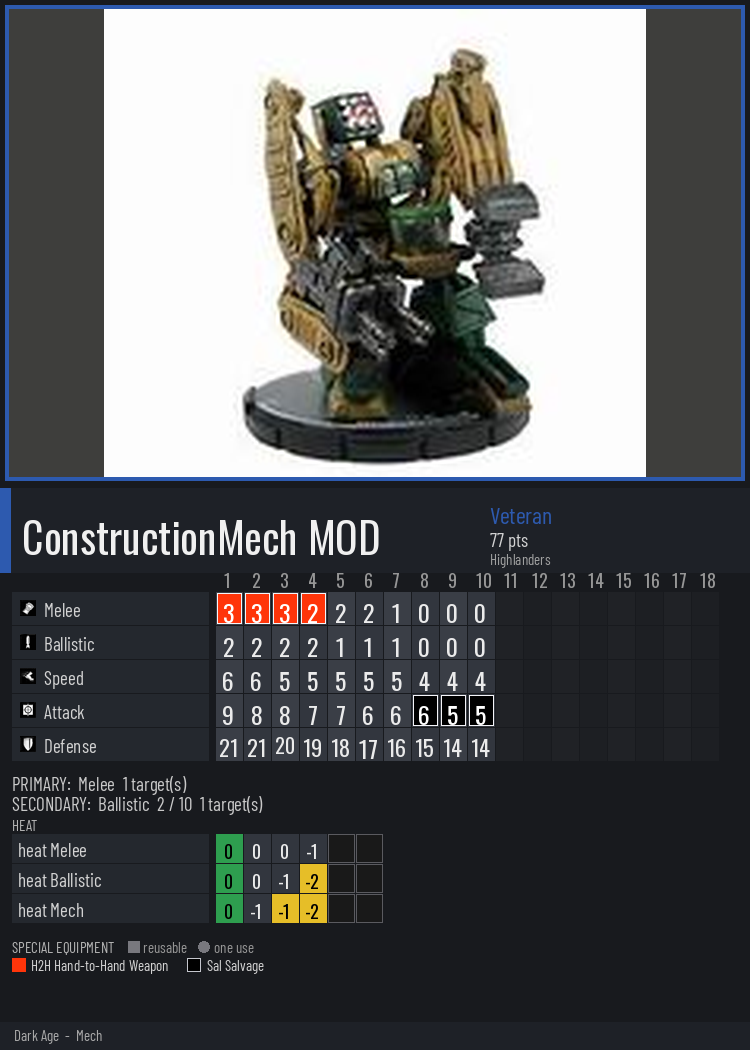 ConstructionMech MOD
Veteran
77 pts
Highlanders
1 2 3 4 5 6 7 8 9 10 11 12 13 14 15 16 17 18
Melee 3 3 3 2 2 2 1 0 0 0
Ballistic 2 2 2 2 1 1 1 0 0 0
Speed 6 6 5 5 5 5 5 4 4 4
Attack 9 8 8 7 7 6 6 6 5 5
Defense 21 21 20 19 18 17 16 15 14 14
PRIMARY: Melee 1 target(s)
SECONDARY: Ballistic 2 / 10 1 target(s)
HEAT
heat Melee 0 0 0 -1
heat Ballistic 0 0 -1 -2
heat Mech 0 -1 -1 -2
SPECIAL EQUIPMENT reusable one use
H2H Hand-to-Hand Weapon Sal Salvage
Dark Age - Mech